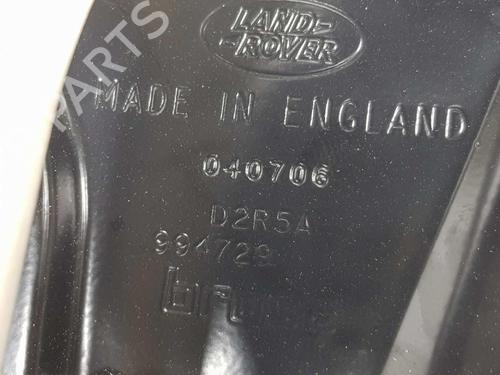 LAND-
-ROVER
MADE IN ENGLAND
040706
D2R5A
994729
PARTS